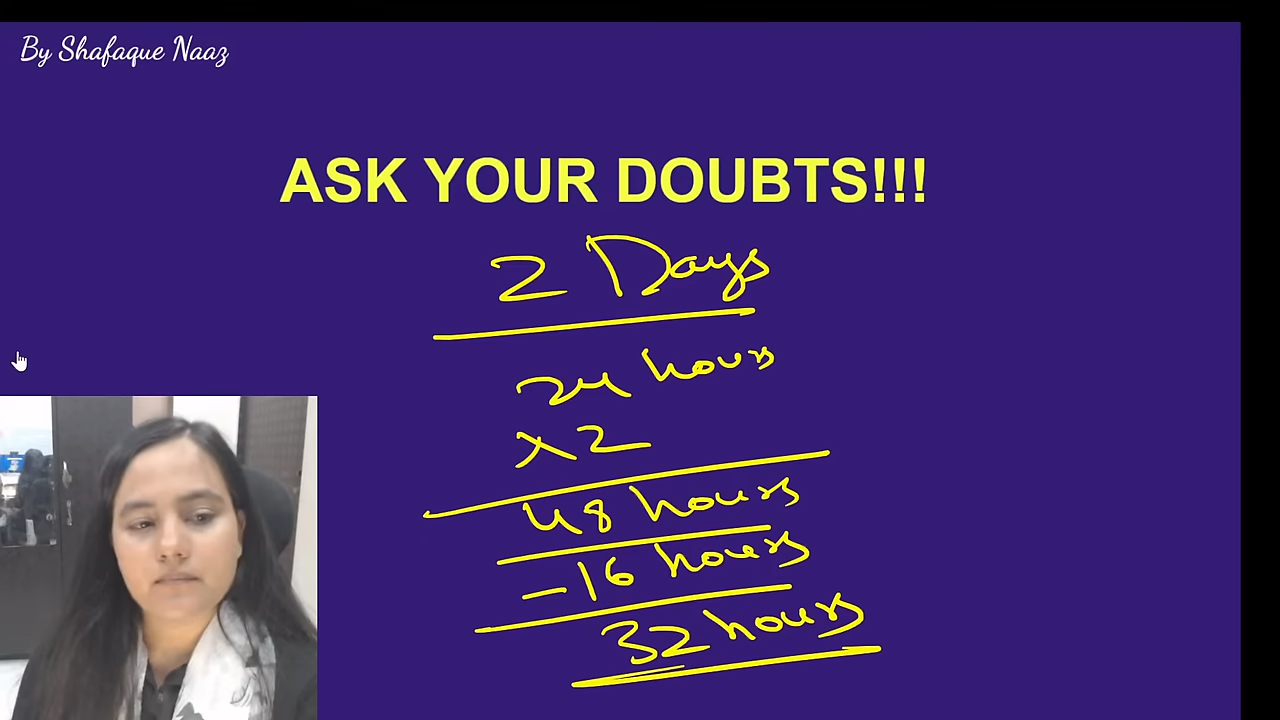 By Shafaque Naaz
ASK YOUR DOUBTS!!!
2 Days
24 hours
x2
48 hours
-16 hours
32 hours